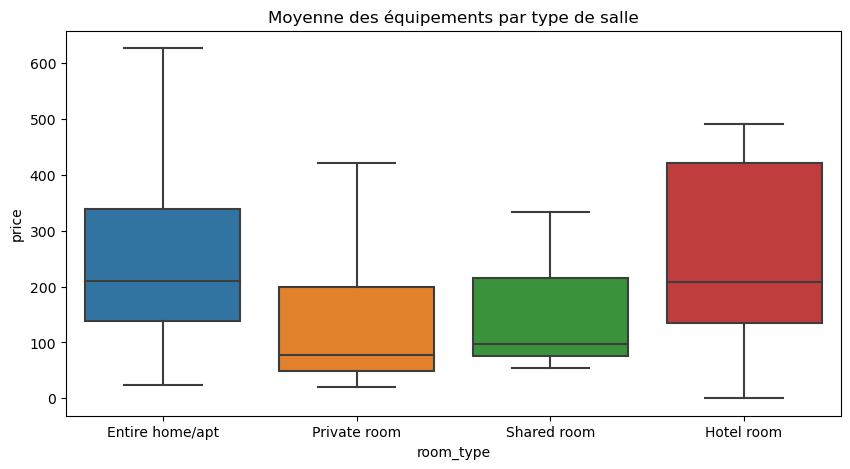 Moyenne des équipements par type de salle
600
500
400
300
200
100
0
price
Entire home/apt
Private room
Shared room
Hotel room
room_type